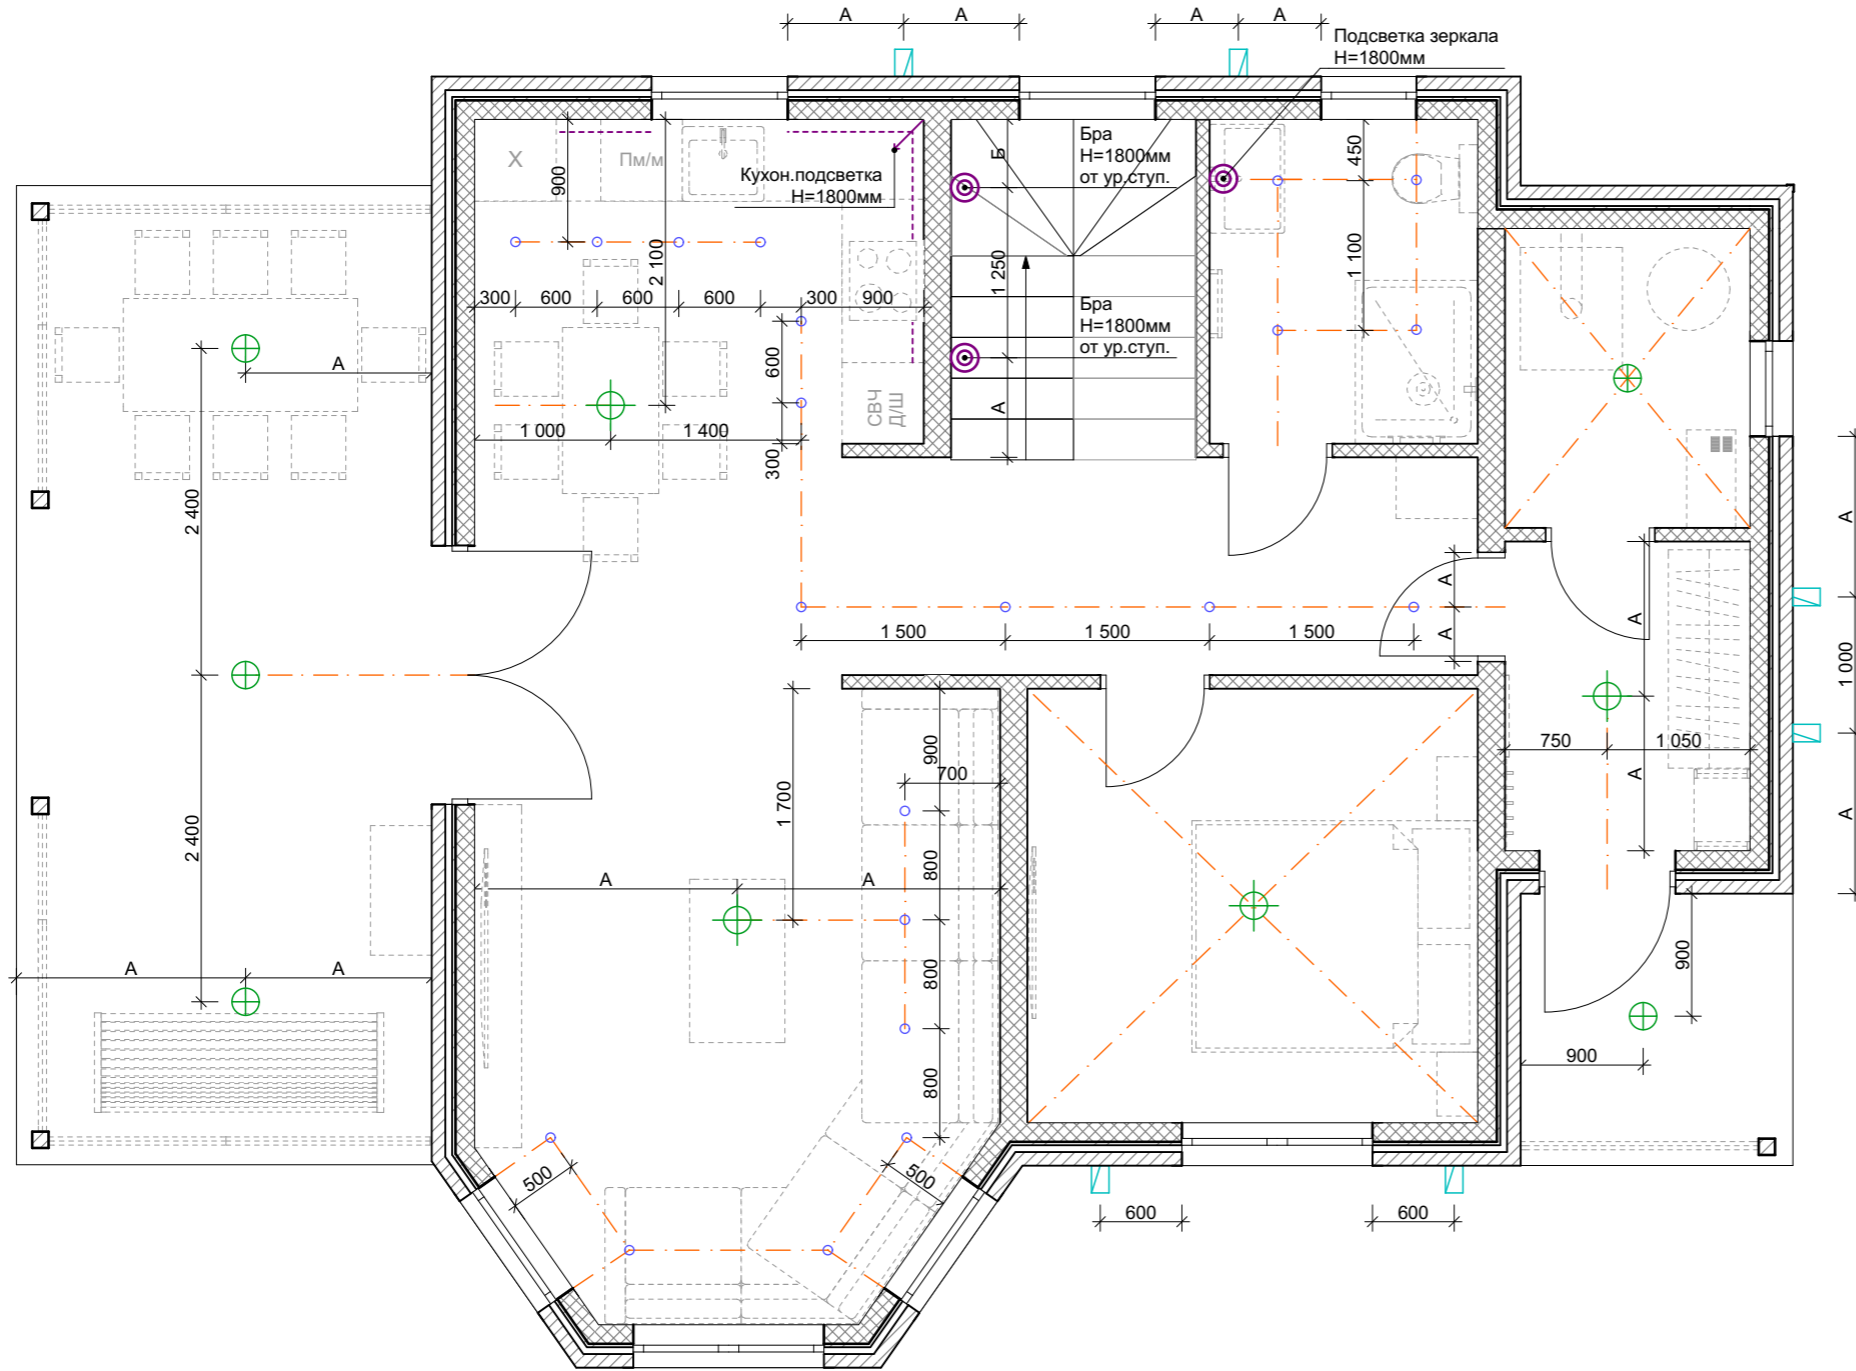 А
А
А
А
Подсветка зеркала
Н=1800мм
Х
Пм/м
900
2 100
Кухон.подсветка
Н=1800мм
Б
Бра
Н=1800мм
от ур.ступ.
450
1 100
1 250
300
600
600
600
300
900
Бра
Н=1800мм
от ур.ступ.
А
600
А
СВЧ
Д/Ш
1 000
1 400
300
2 400
А
А
А
А
1 500
1 500
1 500
1 000
900
700
750
1 050
1 700
А
А
2 400
800
А
А
900
А
А
800
900
800
500
500
600
600